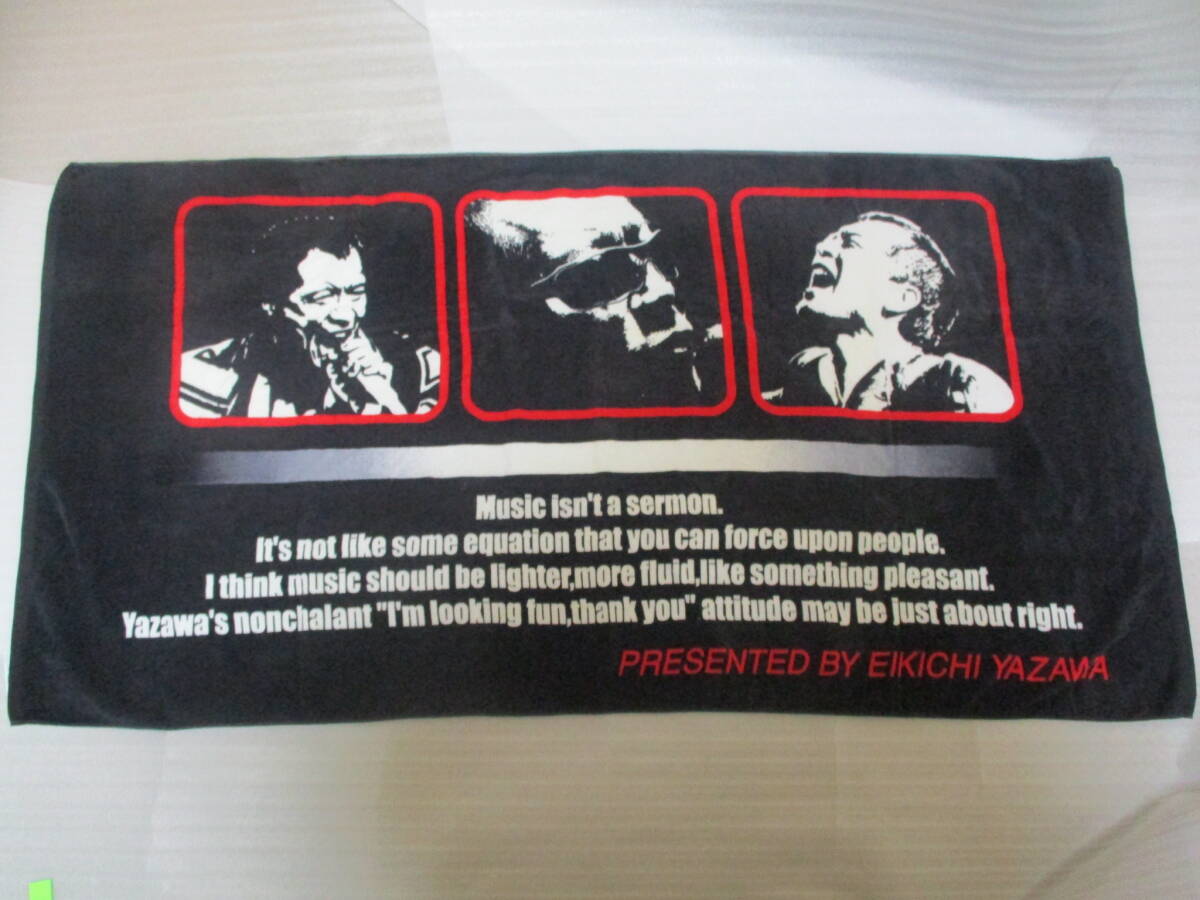 Music isn't a sermon.
It's not like some equation that you can force upon people.
I think music should be lighter,more fluid,like something pleasant.
Yazawa's nonchalant "I'm looking fun,thank you" attitude may be just about right.
PRESENTED BY EIKICHI YAZAWA